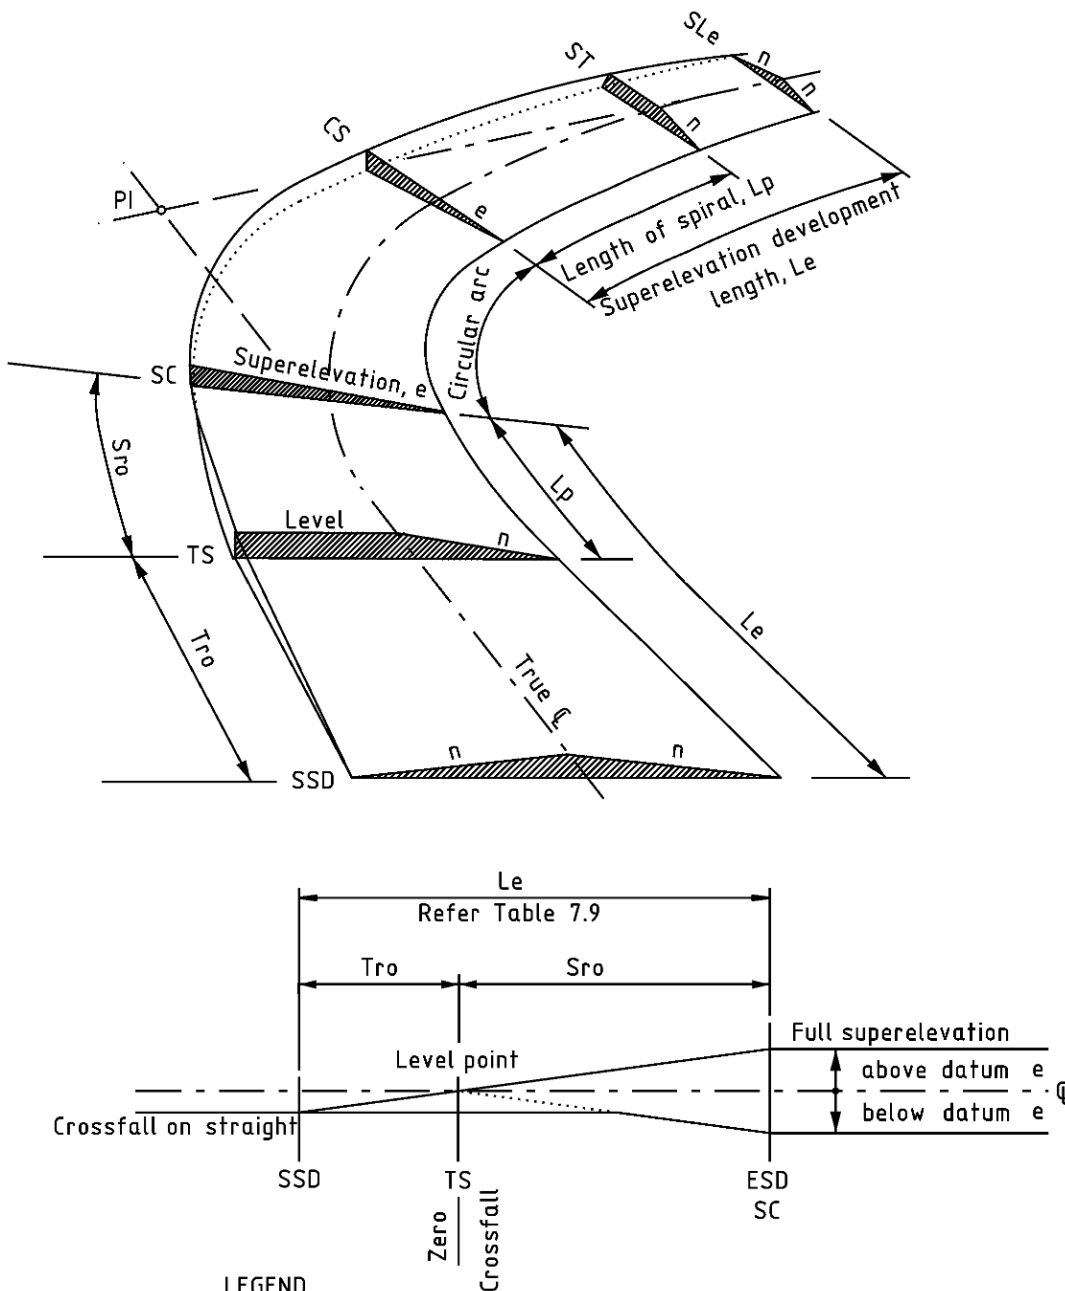 SLe
n
ST
n
CS
n
PI
e
Length of spiral, Lp
Superelevation development
length, Le
Circular arc
SC
Superelevation, e
Sro
Lp
Level
n
TS
Le
Tro
True ℄
n
n
SSD
Le
Refer Table 7.9
Tro
Sro
Full superelevation
Level point
above datum e
℄
Crossfall on straight
below datum e
SSD
TS
ESD
SC
Zero
Crossfall
LEGEND